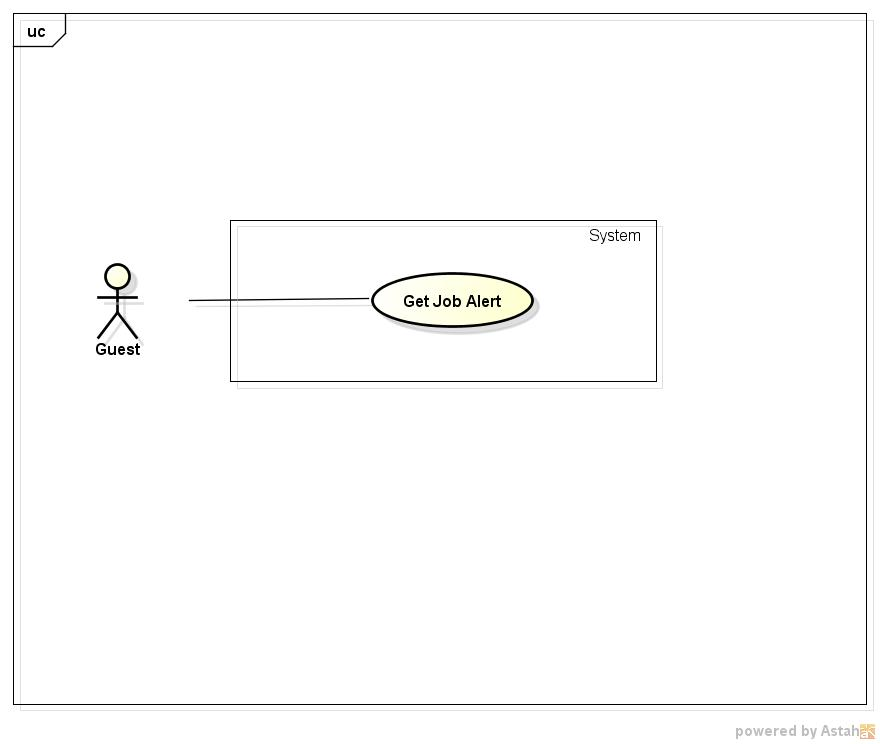 uc
System
Get Job Alert
Guest
powered by Astah